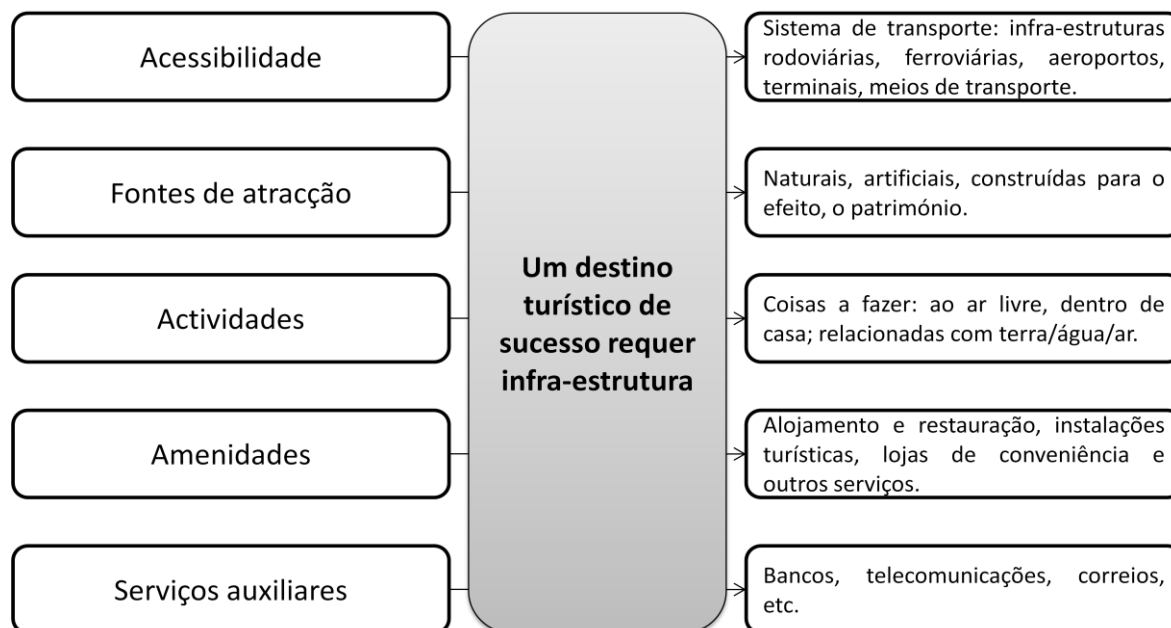 Acessibilidade
Sistema de transporte: infra-estruturas
rodoviárias, ferroviárias, aeroportos,
terminais, meios de transporte.
Fontes de atracção
Naturais, artificiais, construídas para o
efeito, o património.
Um destino
turístico de
sucesso requer
infra-estrutura
Actividades
Coisas a fazer: ao ar livre, dentro de
casa; relacionadas com terra/água/ar.
Amenidades
Alojamento e restauração, instalações
turísticas, lojas de conveniência e
outros serviços.
Serviços auxiliares
Bancos, telecomunicações, correios,
etc.